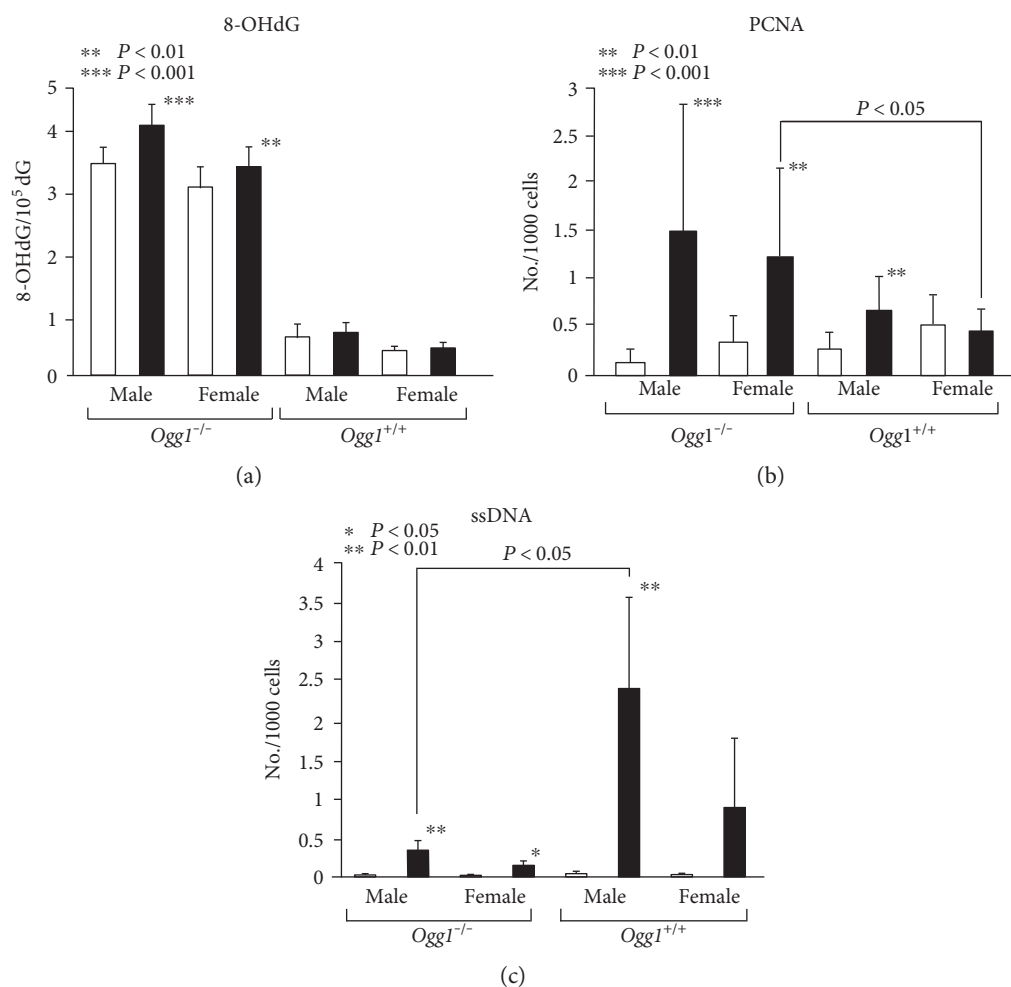 8-OHdG
** P < 0.01
*** P < 0.001
5
4
3
1
0
8-OHdG/10⁵ dG
***
**
Male Female Male Female
Ogg1⁻/⁻ Ogg1⁺/⁺
(a)
PCNA
** P < 0.01
*** P < 0.001
3
2.5
2
1.5
1
0.5
0
No./1000 cells
***
P < 0.05
**
**
Male Female Male Female
Ogg1⁻/⁻ Ogg1⁺/⁺
(b)
ssDNA
* P < 0.05
** P < 0.01
4
3.5
3
2.5
2
1.5
1
0.5
0
No./1000 cells
P < 0.05
**
**
*
Male Female Male Female
Ogg1⁻/⁻ Ogg1⁺/⁺
(c)